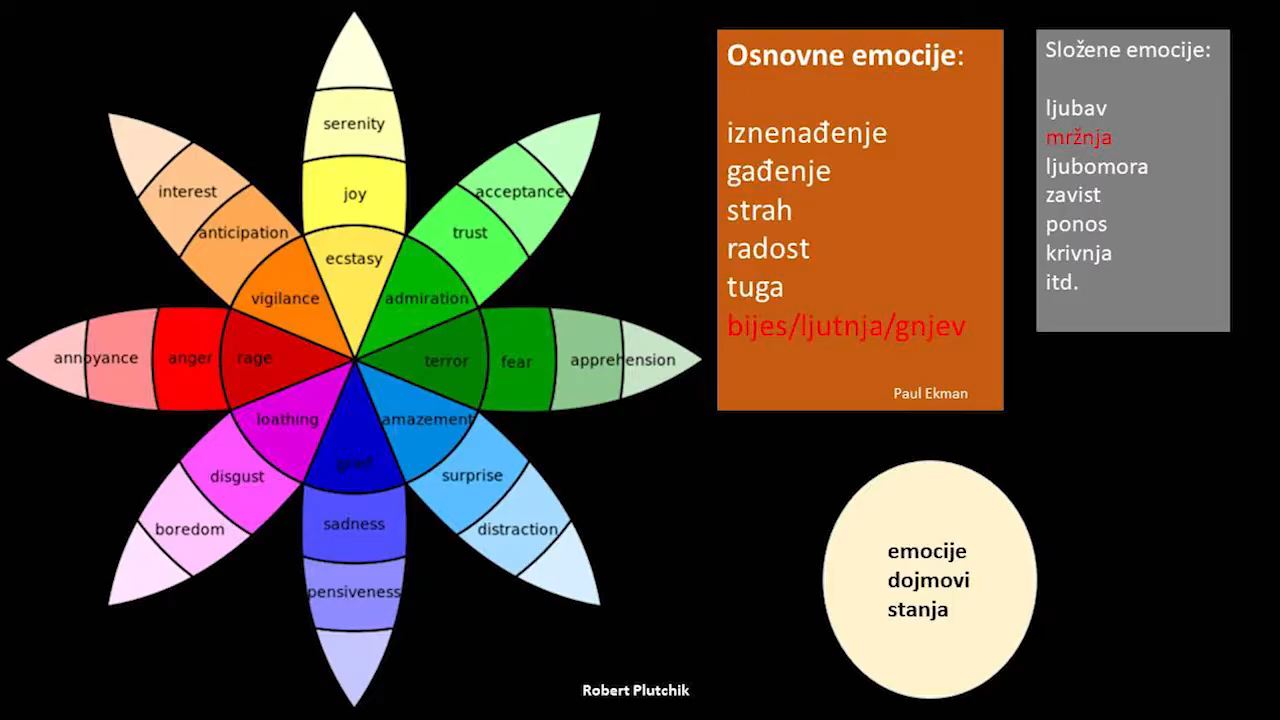 serenity
joy
ecstasy
acceptance
trust
admiration
interest
anticipation
vigilance
annoyance
anger
rage
terror
fear
apprehension
loathing
disgust
boredom
grief
sadness
pensiveness
amazement
surprise
distraction
Robert Plutchik
Osnovne emocije:
iznenađenje
gađenje
strah
radost
tuga
bijes/ljutnja/gnjev
Paul Ekman
Složene emocije:
ljubav
mržnja
ljubomora
zavist
ponos
krivnja
itd.
emocije
dojmovi
stanja